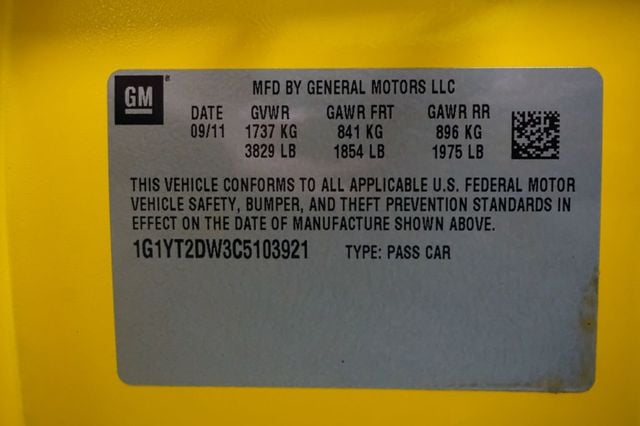 GM
MFD BY GENERAL MOTORS LLC
DATE GVWR GAWR FRT GAWR RR
09/11 1737 KG 841 KG 896 KG
3829 LB 1854 LB 1975 LB
THIS VEHICLE CONFORMS TO ALL APPLICABLE U.S. FEDERAL MOTOR
VEHICLE SAFETY, BUMPER, AND THEFT PREVENTION STANDARDS IN
EFFECT ON THE DATE OF MANUFACTURE SHOWN ABOVE.
1G1YT2DW3C5103921 TYPE: PASS CAR